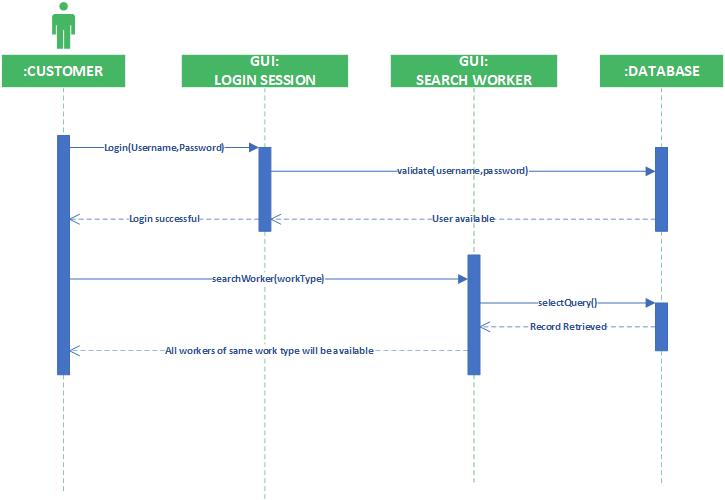 :CUSTOMER
GUI:
LOGIN SESSION
GUI:
SEARCH WORKER
:DATABASE
Login(Username,Password)
validate(username,password)
Login successful
User available
searchWorker(workType)
selectQuery()
Record Retrieved
All workers of same work type will be available